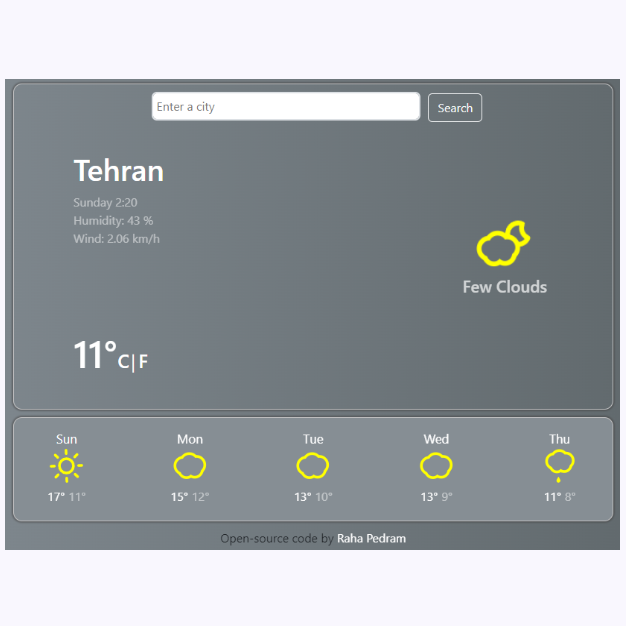 Enter a city
Search
Tehran
Sunday 2:20
Humidity: 43 %
Wind: 2.06 km/h
Few Clouds
11°C|F
Sun Mon Tue Wed Thu
17° 11° 15° 12° 13° 10° 13° 9° 11° 8°
Open-source code by Raha Pedram